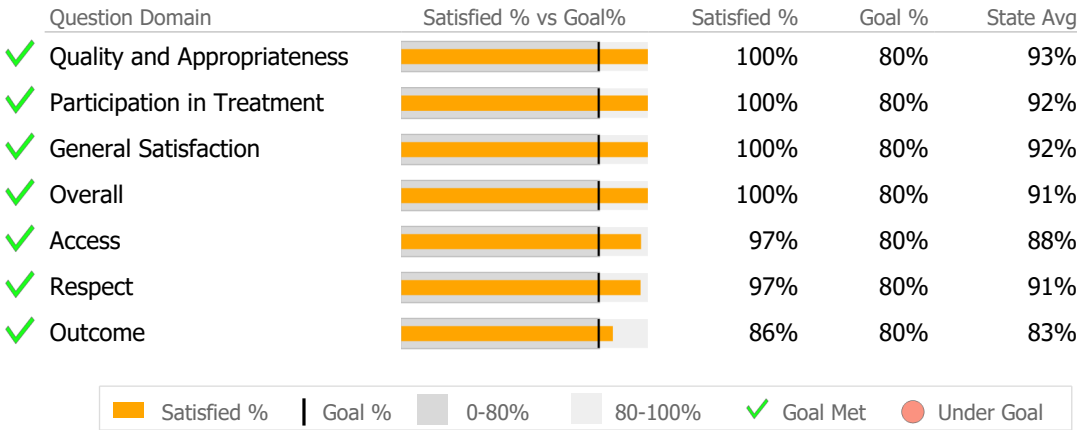 Question Domain Satisfied % vs Goal% Satisfied % Goal % State Avg
Quality and Appropriateness 100% 80% 93%
Participation in Treatment 100% 80% 92%
General Satisfaction 100% 80% 92%
Overall 100% 80% 91%
Access 97% 80% 88%
Respect 97% 80% 91%
Outcome 86% 80% 83%
Satisfied % Goal % 0-80% 80-100% Goal Met Under Goal